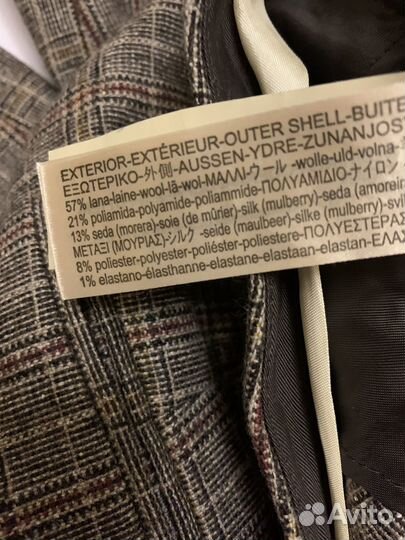 EXTERIOR-EXTÉRIEUR-OUTER SHELL-BUITE
ΕΞΩΤΕΡΙΚΟ-外側-AUSSEN-YDRE-ZUNANJOST
57% lana-laine-wool-lã-wol-ΜΑΛΛΙ-ウール -wolle-uld-volna-
21% poliamida-polyamide-poliammide-ΠΟΛΥΑΜΙΔΙΟ-ナイロン
13% seda (morera)-soie (de mûrier)-silk (mulberry)-seda (amoreir
ΜΕΤΑΞΙ (ΜΟΥΡΙΑΣ)-シルク -seide (maulbeer)-silke (mulberry)-svil
8% poliester-polyester-poliéster-poliestere-ΠΟΛΥΕΣΤΕΡΑΣ
1% elastano-élasthanne-elastane-elastaan-elastan-ΕΛΑΣ
Avito